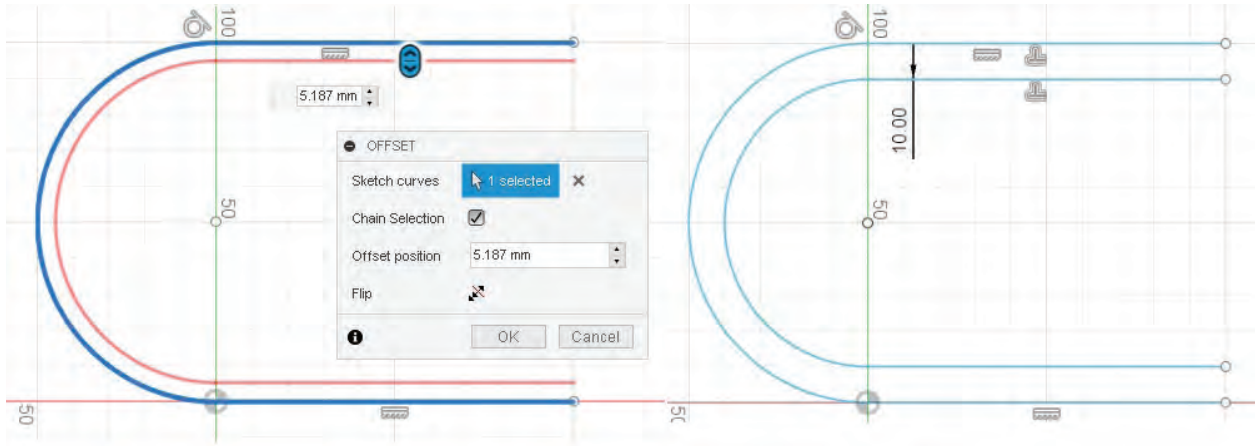 100
5.187 mm
OFFSET
Sketch curves 1 selected
Chain Selection
Offset position 5.187 mm
Flip
OK Cancel
50
50
100
10.00
50
50